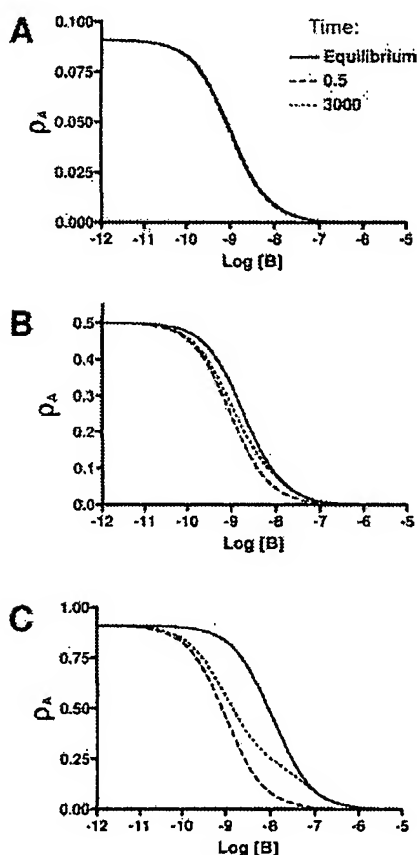 A
Time:
Equilibrium
0.5
3000
0.100
0.075
0.050
0.025
0.000
ρA
-12 -11 -10 -9 -8 -7 -6 -5
Log [B]
B
0.5
0.4
0.3
0.2
0.1
0.0
ρA
-12 -11 -10 -9 -8 -7 -6 -5
Log [B]
C
1.00
0.75
0.50
0.25
0.00
ρA
-12 -11 -10 -9 -8 -7 -6 -5
Log [B]